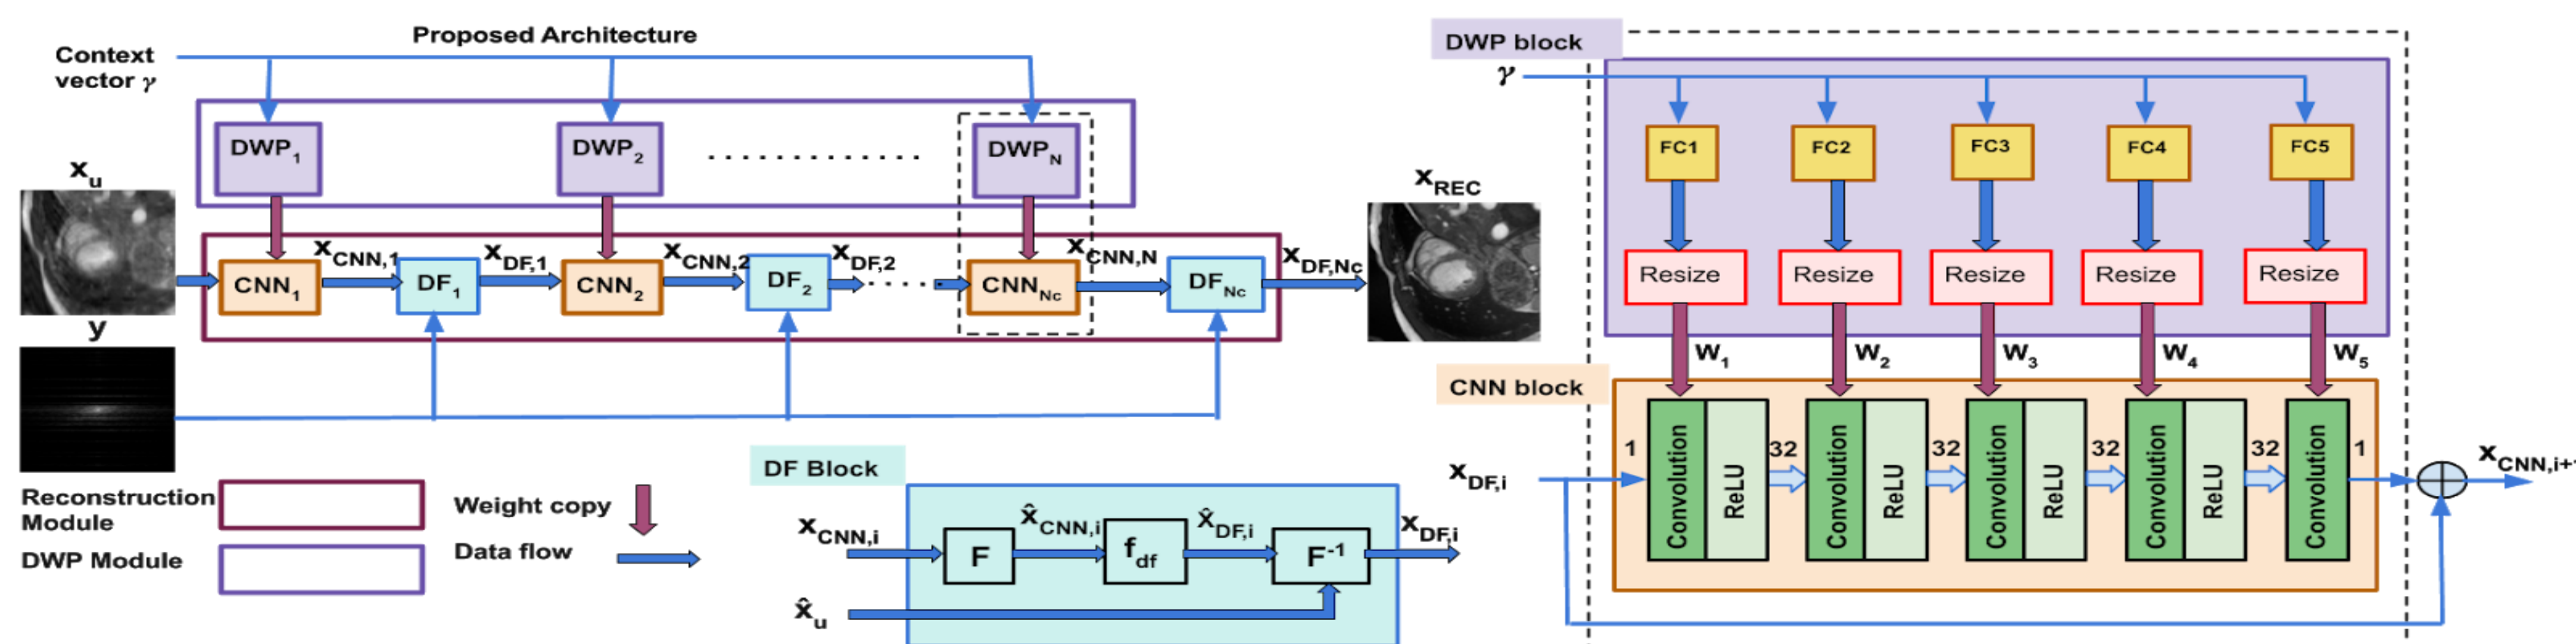 Proposed Architecture
Context
vector γ
DWP1
DWP2
. . . . . . . . . . . . .
DWPN
xu
xCNN,1
xDF,1
xCNN,2
xDF,2
xCNN,N
xDF,Nc
xREC
CNN1
DF1
CNN2
DF2
. . . . .
CNNNc
DFNc
y
Reconstruction
Module
DWP Module
Weight copy
Data flow
DF Block
xCNN,i
F
x̂CNN,i
fdf
x̂DF,i
F-1
xDF,i
x̂u
DWP block
γ
FC1
FC2
FC3
FC4
FC5
Resize
Resize
Resize
Resize
Resize
W1
W2
W3
W4
W5
CNN block
xDF,i
1
Convolution
ReLU
32
Convolution
ReLU
32
Convolution
ReLU
32
Convolution
ReLU
32
Convolution
1
xCNN,i+